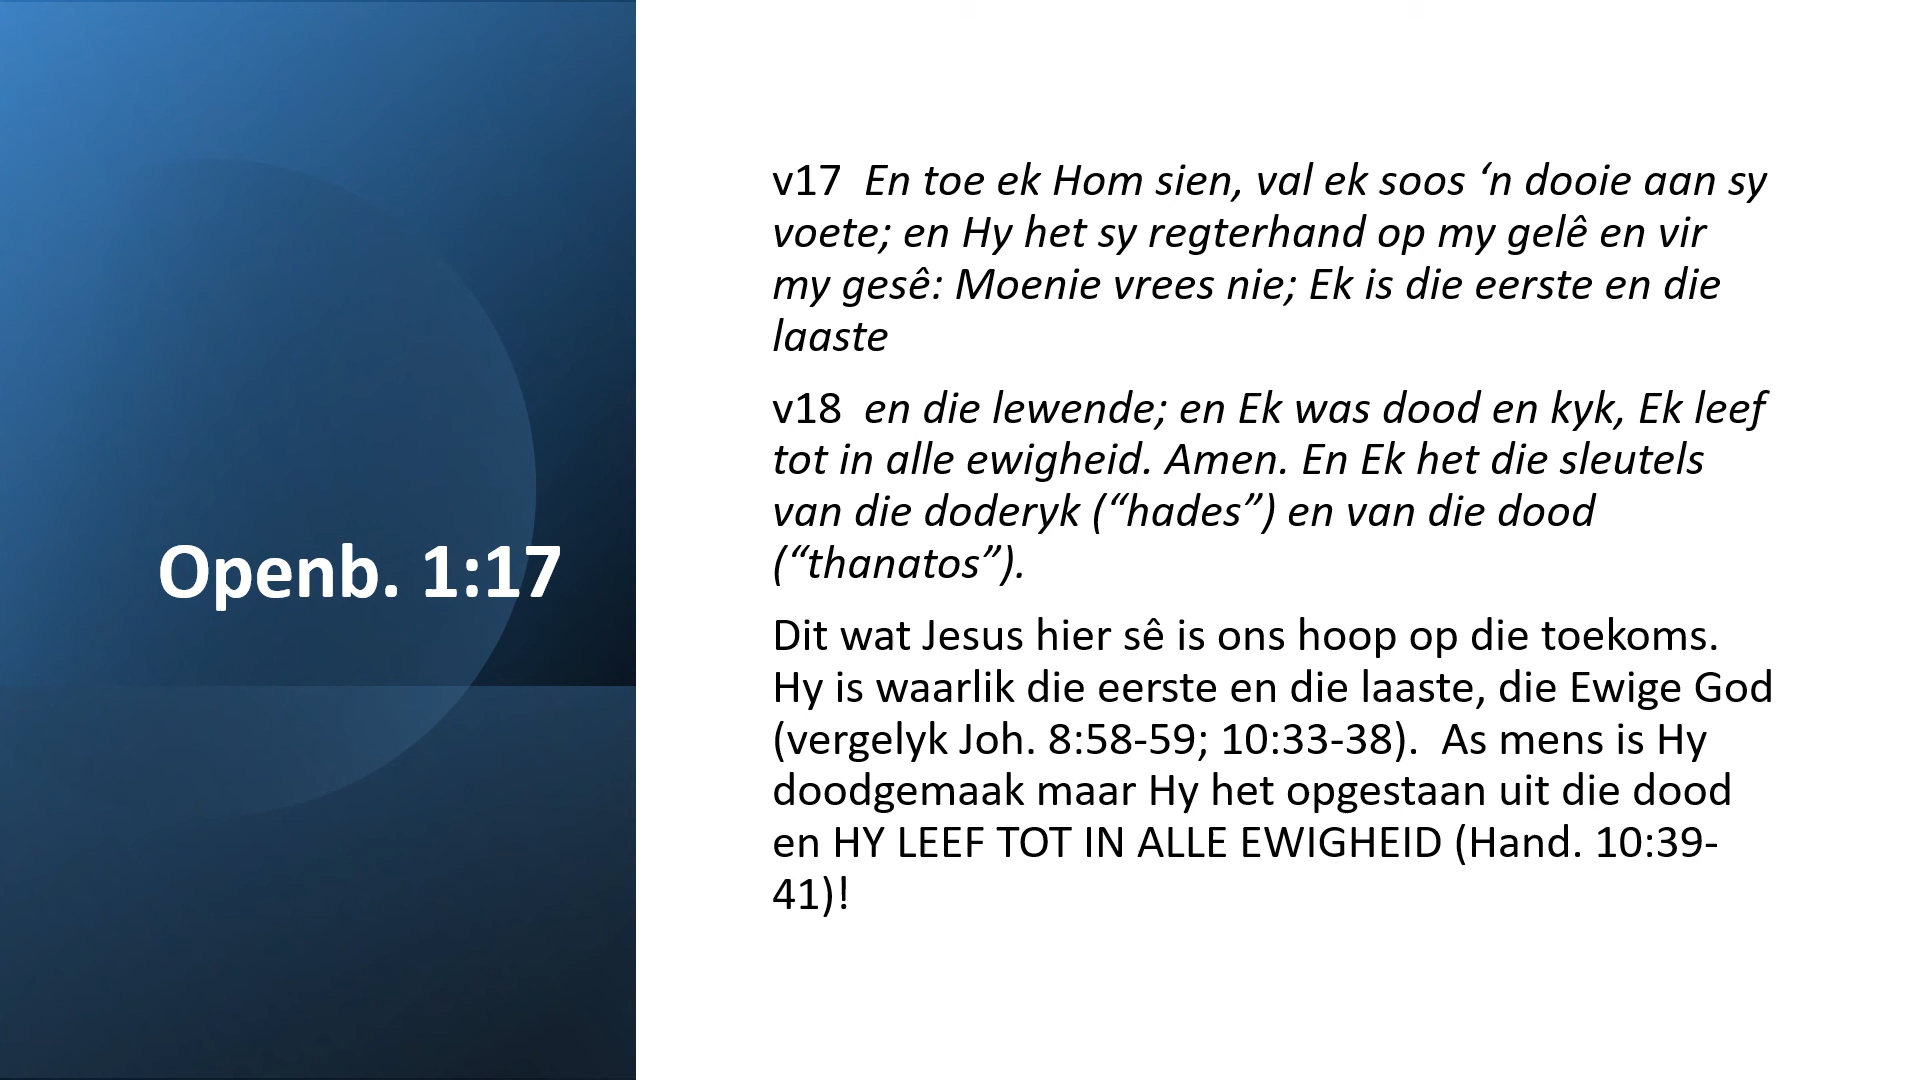 Openb. 1:17
v17  En toe ek Hom sien, val ek soos ‘n dooie aan sy
voete; en Hy het sy regterhand op my gelê en vir
my gesê: Moenie vrees nie; Ek is die eerste en die
laaste
v18  en die lewende; en Ek was dood en kyk, Ek leef
tot in alle ewigheid. Amen. En Ek het die sleutels
van die doderyk (“hades”) en van die dood
(“thanatos”).
Dit wat Jesus hier sê is ons hoop op die toekoms.
Hy is waarlik die eerste en die laaste, die Ewige God
(vergelyk Joh. 8:58-59; 10:33-38).  As mens is Hy
doodgemaak maar Hy het opgestaan uit die dood
en HY LEEF TOT IN ALLE EWIGHEID (Hand. 10:39-
41)!